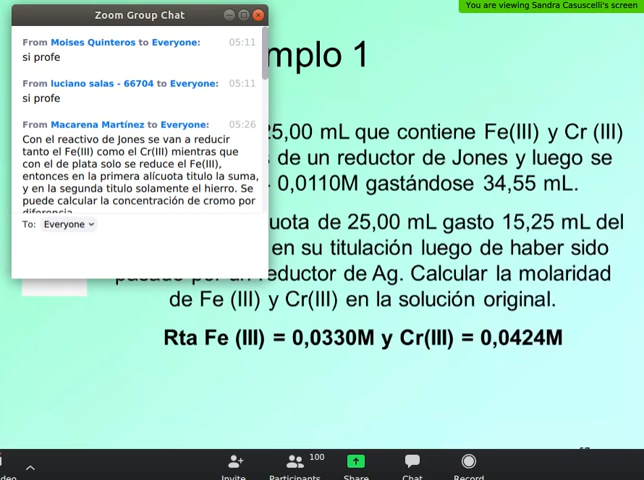 You are viewing Sandra Casuscelli's screen
Zoom Group Chat
From Moises Quinteros to Everyone: 05:11
si profe
From luciano salas - 66704 to Everyone: 05:11
si profe
From Macarena Martínez to Everyone: 05:26
Con el reactivo de Jones se van a reducir
tanto el Fe(III) como el Cr(III) mientras que
con el de plata solo se reduce el Fe(III),
entonces en la primera alícuota titulo la suma,
y en la segunda titulo solamente el hierro. Se
puede calcular la concentración de cromo por
diferencia
To: Everyone
mplo 1
25,00 mL que contiene Fe(III) y Cr (III)
de un reductor de Jones y luego se
0,0110M gastándose 34,55 mL.
uota de 25,00 mL gasto 15,25 mL del
en su titulación luego de haber sido
pasado por un reductor de Ag. Calcular la molaridad
de Fe (III) y Cr(III) en la solución original.
Rta Fe (III) = 0,0330M y Cr(III) = 0,0424M
Invite
Participants
100
Share
Chat
Record